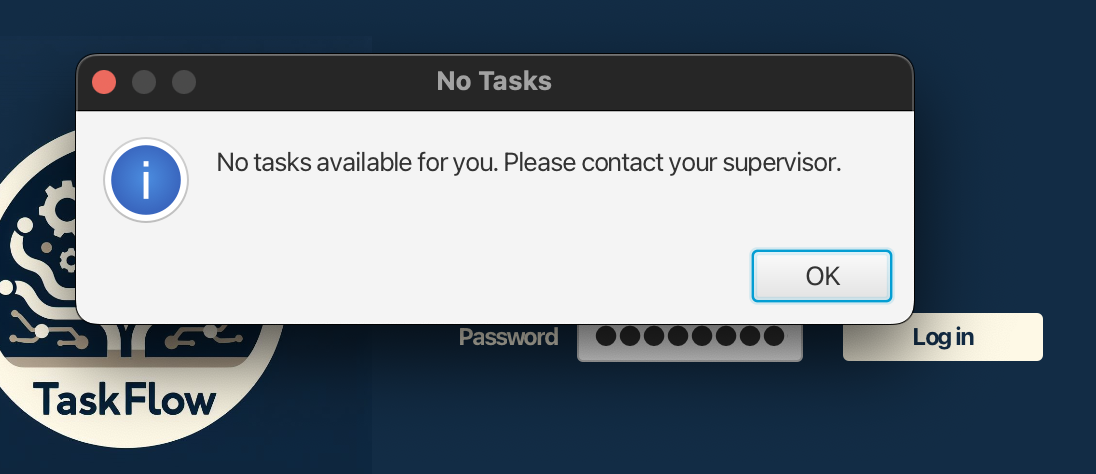 No Tasks
i
No tasks available for you. Please contact your supervisor.
OK
Password
Log in
TaskFlow